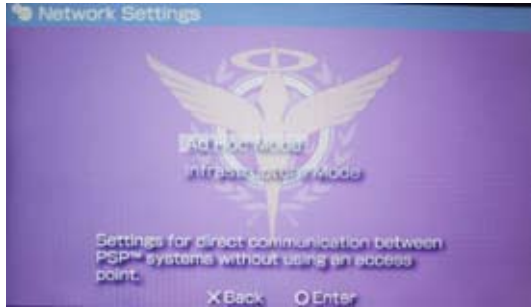 Network Settings
Ad Hoc Mode
Infrastructure Mode
Settings for direct communication between
PSP™ systems without using an access
point.
X Back O Enter